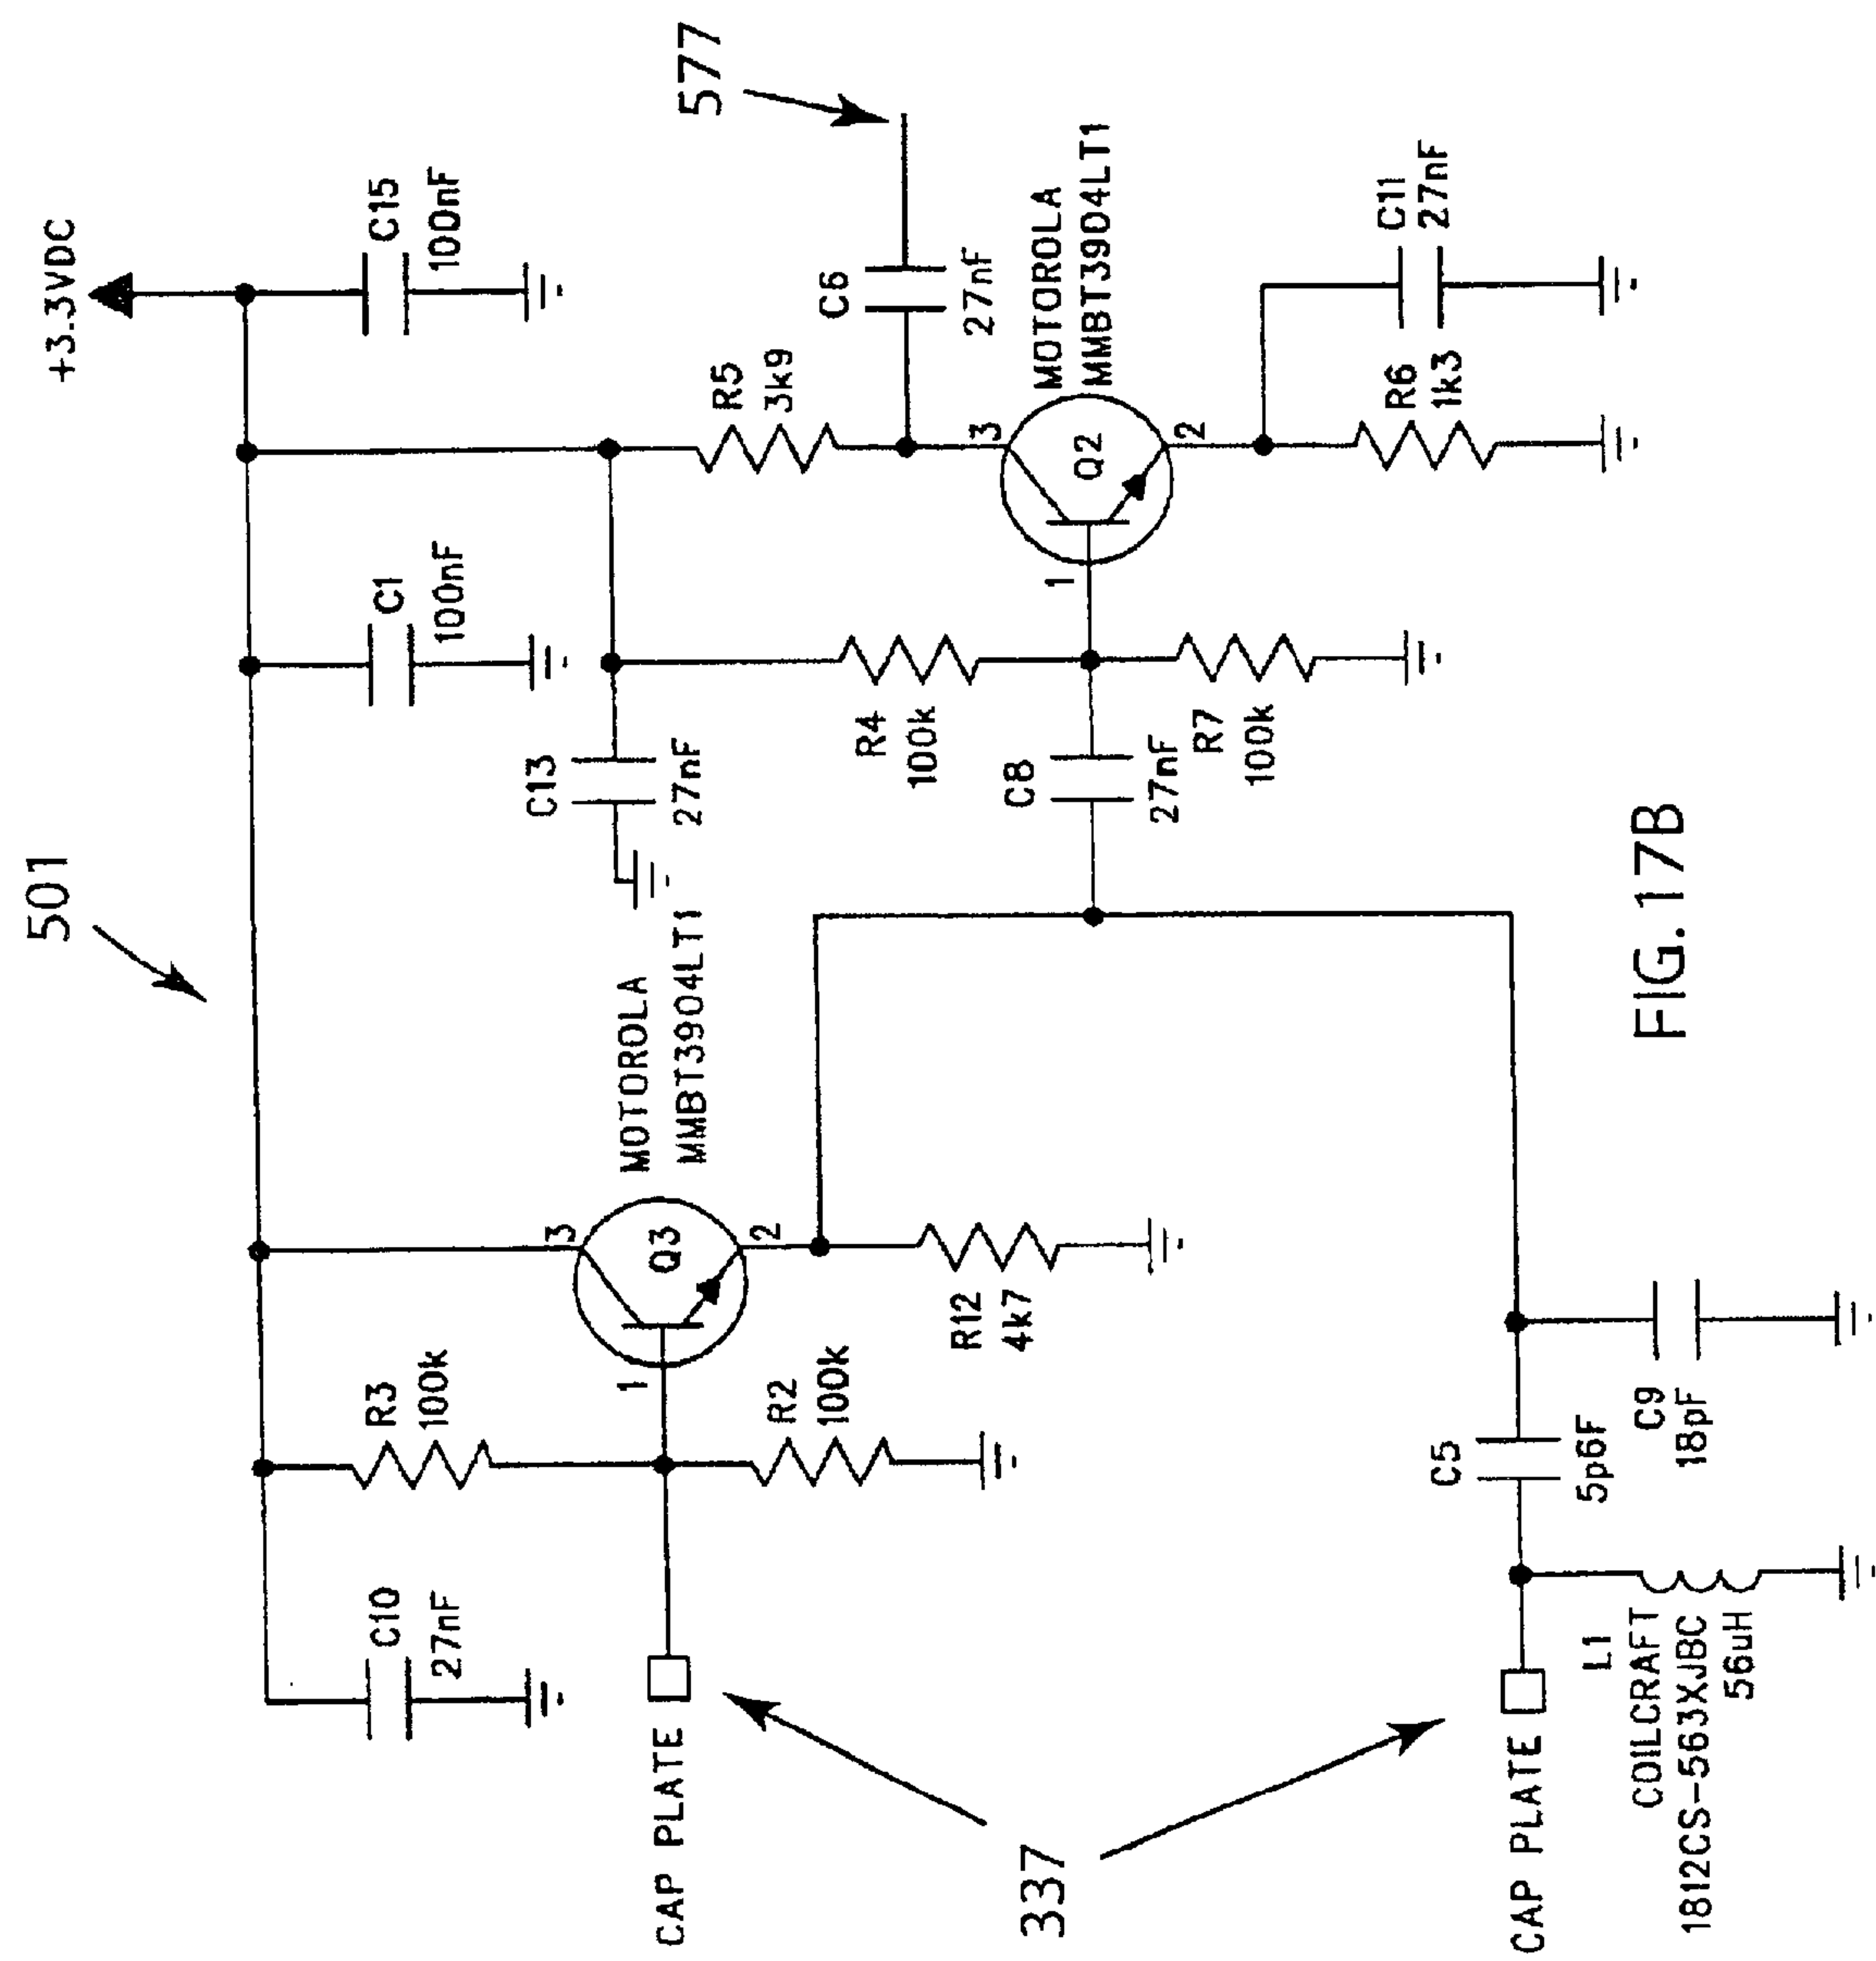 501
+3.3VDC
C10
27nF
R3
100k
C1
100nF
C15
100nF
CAP PLATE
1
3
Q3
2
MOTOROLA
MMBT3904LT1
R2
100k
R12
4k7
C13
27nF
R5
3k9
577
C6
27nF
R4
100k
C8
27nF
R7
100k
1
3
Q2
2
MOTOROLA
MMBT3904LT1
R6
1k3
C11
27nF
337
CAP PLATE
C5
5p6F
C9
18pF
L1
COILCRAFT
1812CS-563XJBC
56uH
FIG. 17B